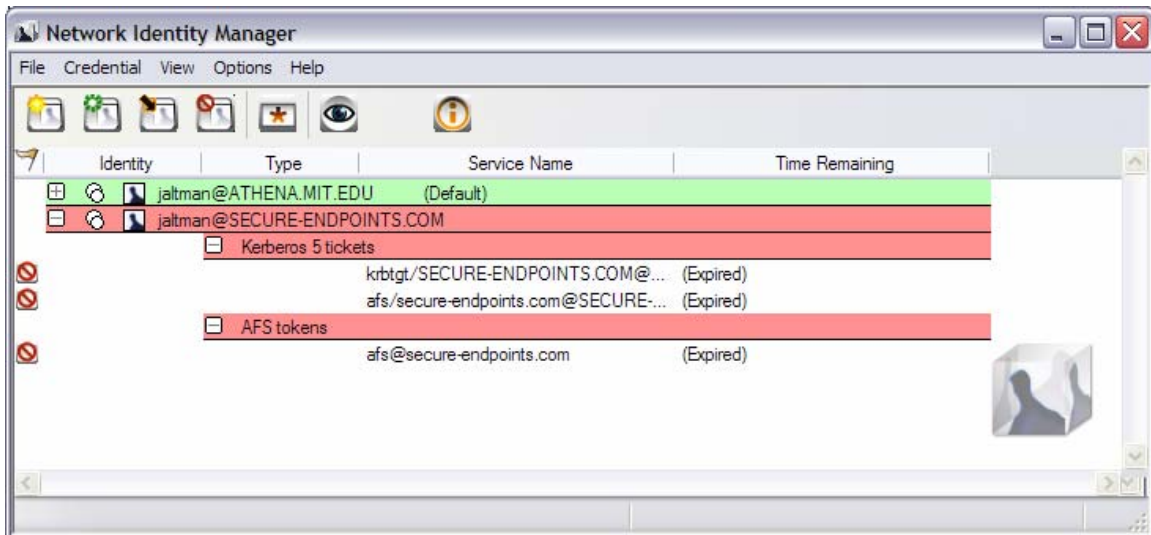 Network Identity Manager
File Credential View Options Help
Identity Type Service Name Time Remaining
jaltman@ATHENA.MIT.EDU (Default)
jaltman@SECURE-ENDPOINTS.COM
Kerberos 5 tickets
krbtgt/SECURE-ENDPOINTS.COM@... (Expired)
afs/secure-endpoints.com@SECURE-... (Expired)
AFS tokens
afs@secure-endpoints.com (Expired)